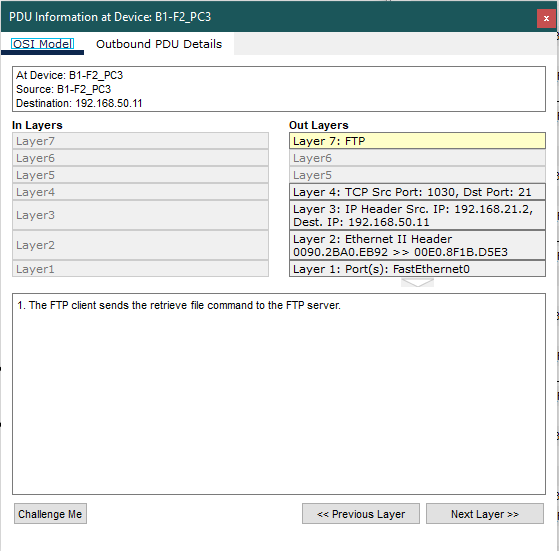 PDU Information at Device: B1-F2_PC3
x
OSI Model
Outbound PDU Details
At Device: B1-F2_PC3
Source: B1-F2_PC3
Destination: 192.168.50.11
In Layers
Out Layers
Layer7
Layer 7: FTP
Layer6
Layer6
Layer5
Layer5
Layer4
Layer 4: TCP Src Port: 1030, Dst Port: 21
Layer3
Layer 3: IP Header Src. IP: 192.168.21.2,
Dest. IP: 192.168.50.11
Layer2
Layer 2: Ethernet II Header
0090.2BA0.EB92 >> 00E0.8F1B.D5E3
Layer1
Layer 1: Port(s): FastEthernet0
1. The FTP client sends the retrieve file command to the FTP server.
Challenge Me
<< Previous Layer
Next Layer >>